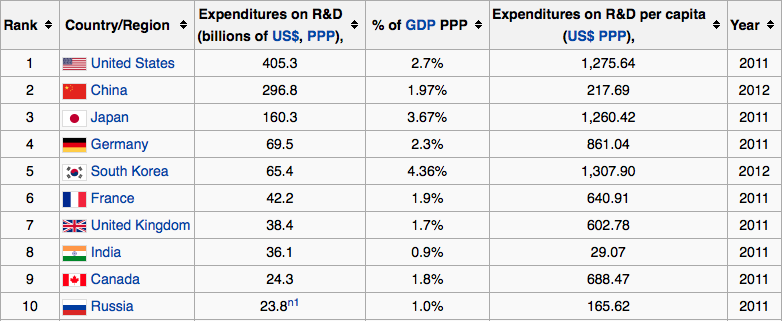 Rank Country/Region Expenditures on R&D (billions of US$, PPP), % of GDP PPP Expenditures on R&D per capita (US$ PPP), Year
1 United States 405.3 2.7% 1,275.64 2011
2 China 296.8 1.97% 217.69 2012
3 Japan 160.3 3.67% 1,260.42 2011
4 Germany 69.5 2.3% 861.04 2011
5 South Korea 65.4 4.36% 1,307.90 2012
6 France 42.2 1.9% 640.91 2011
7 United Kingdom 38.4 1.7% 602.78 2011
8 India 36.1 0.9% 29.07 2011
9 Canada 24.3 1.8% 688.47 2011
10 Russia 23.8n1 1.0% 165.62 2011